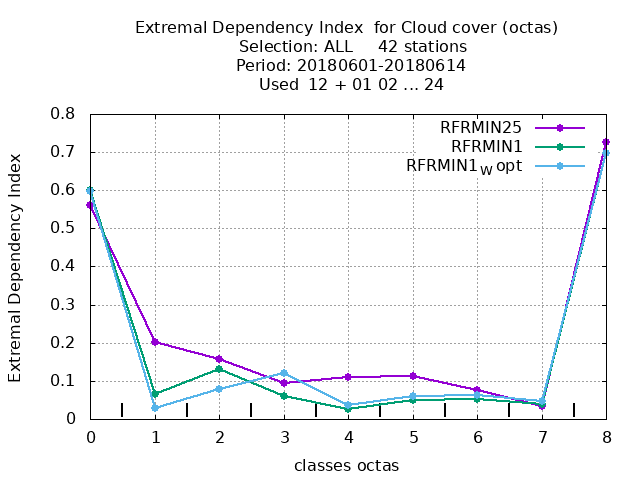 Extremal Dependency Index  for Cloud cover (octas)
Selection: ALL     42 stations
Period: 20180601-20180614
Used  12 + 01 02 ... 24
RFRMIN25
RFRMIN1
RFRMIN1W opt
Extremal Dependency Index
0.8
0.7
0.6
0.5
0.4
0.3
0.2
0.1
0
0 1 2 3 4 5 6 7 8
classes octas